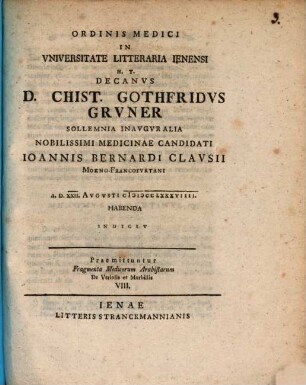 ORDINIS MEDICI
IN
VNIVERSITATE LITTERARIA IENENSI
H. T.
DECANVS
D. CHIST. GOTHFRIDVS
GRVNER
SOLLEMNIA INAVGVRALIA
NOBILISSIMI MEDICINAE CANDIDATI
IOANNIS BERNARDI CLAVSII
MOENO-FRANCOFVRTANI
A. D. XXII. AVGVSTI CIƆIƆCCLXXXVIIII.
HABENDA
INDICIT
Praemittuntur
Fragmenta Medicorum Arabistarum
De Variolis et Morbillis
VIII.
IENAE
LITTERIS STRANCKMANNIANIS